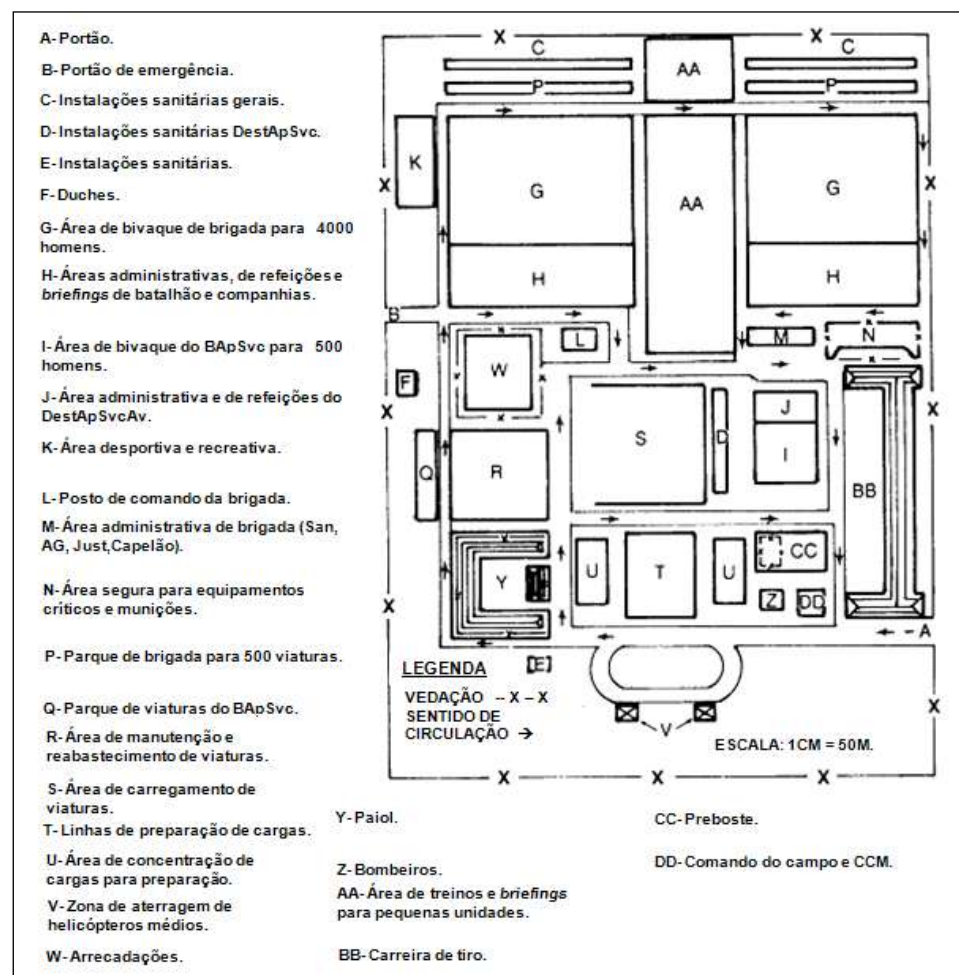 A- Portão.
B- Portão de emergência.
C- Instalações sanitárias gerais.
D- Instalações sanitárias DestApSvc.
E- Instalações sanitárias.
F- Duches.
G- Área de bivaque de brigada para 4000
homens.
H- Áreas administrativas, de refeições e
briefings de batalhão e companhias.
I- Área de bivaque do BApSvc para 500
homens.
J- Área administrativa e de refeições do
DestApSvcAv.
K- Área desportiva e recreativa.
L- Posto de comando da brigada.
M- Área administrativa de brigada (San,
AG, Just,Capelão).
N- Área segura para equipamentos
críticos e munições.
P- Parque de brigada para 500 viaturas.
Q- Parque de viaturas do BApSvc.
R- Área de manutenção e
reabastecimento de viaturas.
S- Área de carregamento de
viaturas.
T- Linhas de preparação de cargas.
U- Área de concentração de
cargas para preparação.
V- Zona de aterragem de
helicópteros médios.
W- Arrecadações.
Y- Paiol.
Z- Bombeiros.
AA- Área de treinos e briefings
para pequenas unidades.
BB- Carreira de tiro.
CC- Preboste.
DD- Comando do campo e CCM.
X X
C AA C
P P
K G AA G
X X
H H
B
L M N
F W
X X
J
S D
Q R I BB
Y U T U CC
X Z DD
A
[E]
V
X
X X X
LEGENDA
VEDAÇÃO -- X – X
SENTIDO DE
CIRCULAÇÃO →
ESCALA: 1CM = 50M.